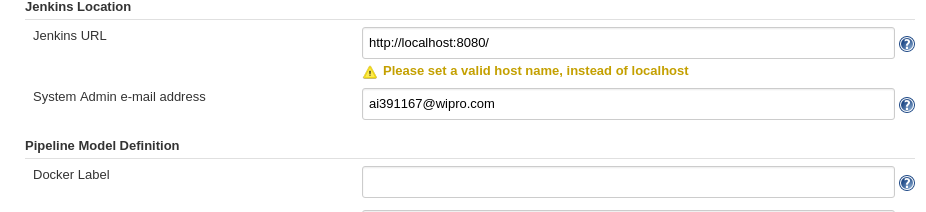 Jenkins Location
Jenkins URL
http://localhost:8080/
Please set a valid host name, instead of localhost
System Admin e-mail address
ai391167@wipro.com
Pipeline Model Definition
Docker Label